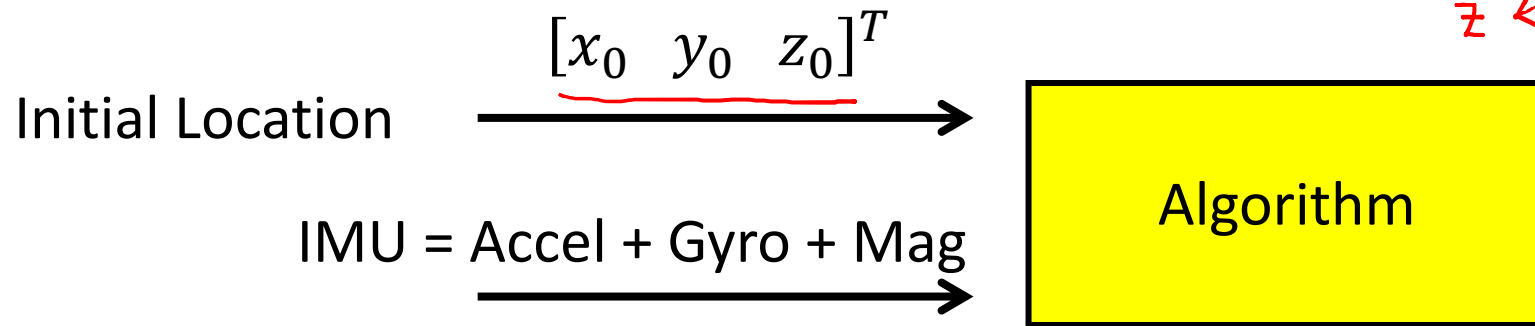 [x₀ y₀ z₀]ᵀ
z
Initial Location
Algorithm
IMU = Accel + Gyro + Mag